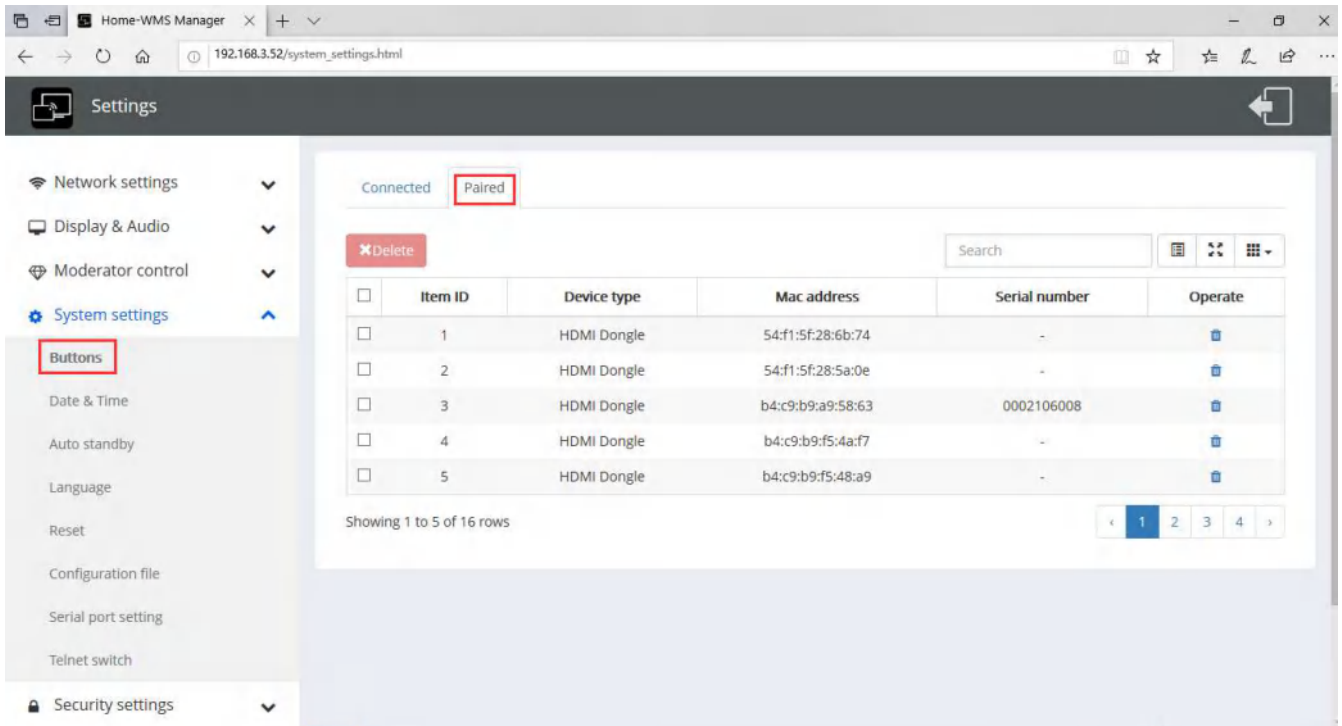 Home-WMS Manager
192.168.3.52/system_settings.html
Settings
Network settings
Display & Audio
Moderator control
System settings
Buttons
Date & Time
Auto standby
Language
Reset
Configuration file
Serial port setting
Telnet switch
Security settings
Connected Paired
Delete Search
Item ID Device type Mac address Serial number Operate
1 HDMI Dongle 54:f1:5f:28:6b:74 -
2 HDMI Dongle 54:f1:5f:28:5a:0e -
3 HDMI Dongle b4:c9:b9:a9:58:63 0002106008
4 HDMI Dongle b4:c9:b9:f5:4a:f7 -
5 HDMI Dongle b4:c9:b9:f5:48:a9 -
Showing 1 to 5 of 16 rows ‹ 1 2 3 4 ›